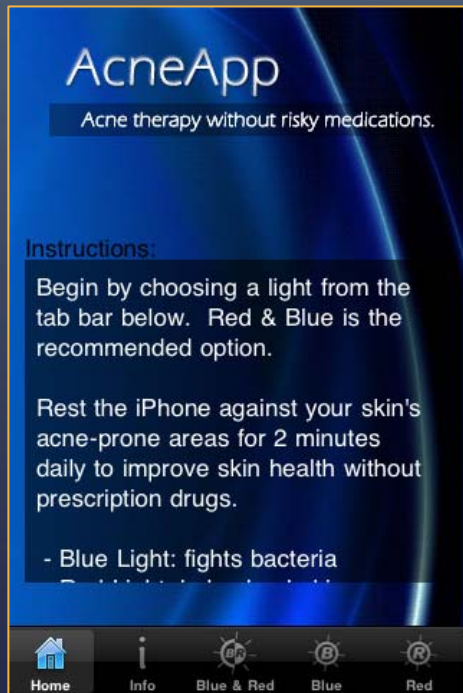 AcneApp
Acne therapy without risky medications.
Instructions:
Begin by choosing a light from the
tab bar below. Red & Blue is the
recommended option.
Rest the iPhone against your skin's
acne-prone areas for 2 minutes
daily to improve skin health without
prescription drugs.
- Blue Light: fights bacteria
Home Info Blue & Red Blue Red